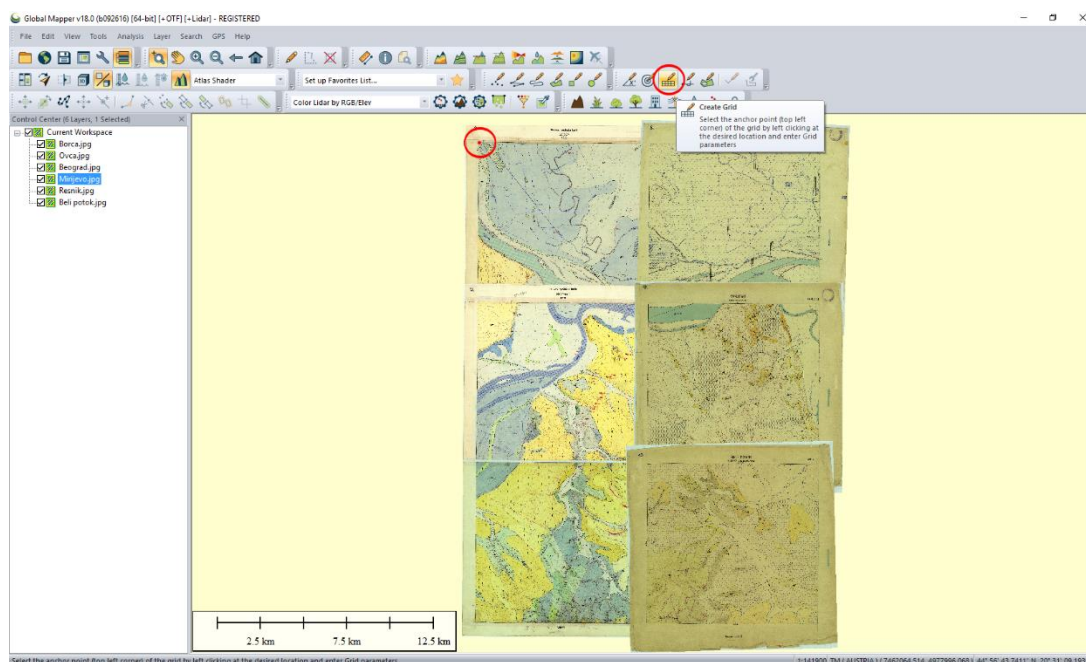 Global Mapper v18.0 (b092616) [64-bit] [+OTF] [+Lidar] - REGISTERED
File Edit View Tools Analysis Layer Search GPS Help
Atlas Shader
Set up Favorites List...
Color Lidar by RGB/Elev
Create Grid
Select the anchor point (top left
corner) of the grid by left clicking at
the desired location and enter Grid
parameters
Control Center (6 Layers, 1 Selected)
Current Workspace
Borca.jpg
Ovca.jpg
Beograd.jpg
Mirijevo.jpg
Resnik.jpg
Beli potok.jpg
2.5 km 7.5 km 12.5 km
Select the anchor point (top left corner) of the grid by left clicking at the desired location and enter Grid parameters